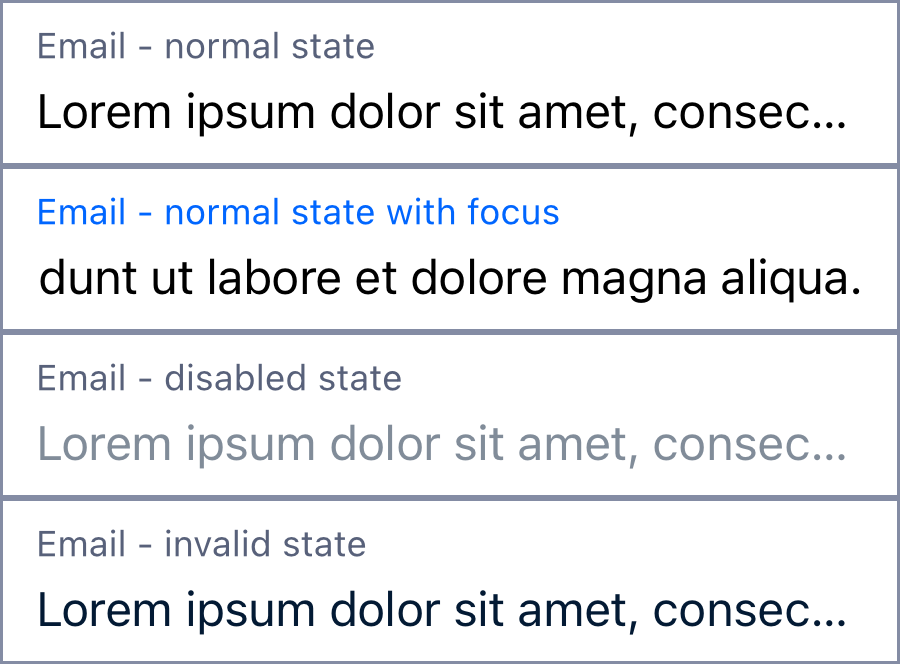 Email - normal state
Lorem ipsum dolor sit amet, consec...
Email - normal state with focus
dunt ut labore et dolore magna aliqua.
Email - disabled state
Lorem ipsum dolor sit amet, consec...
Email - invalid state
Lorem ipsum dolor sit amet, consec...